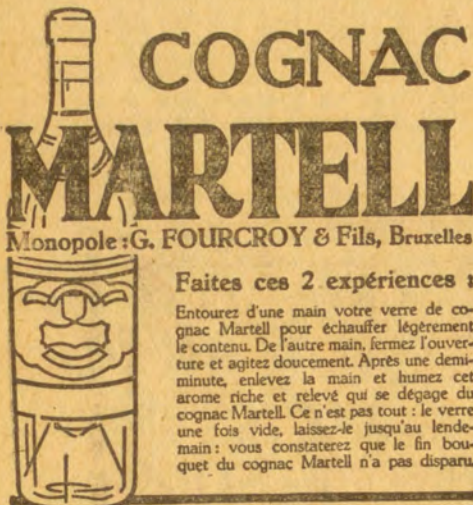 COGNAC
MARTELL
Monopole : G. FOURCROY & Fils, Bruxelles
Faites ces 2 expériences :
Entourez d'une main votre verre de co-
gnac Martell pour échauffer légèrement
le contenu. De l'autre main, fermez l'ouver-
ture et agitez doucement. Après une demi-
minute, enlevez la main et humez cet
arome riche et relevé qui se dégage du
cognac Martell. Ce n'est pas tout : le verre
une fois vide, laissez-le jusqu'au lende-
main : vous constaterez que le fin bou-
quet du cognac Martell n'a pas disparu.